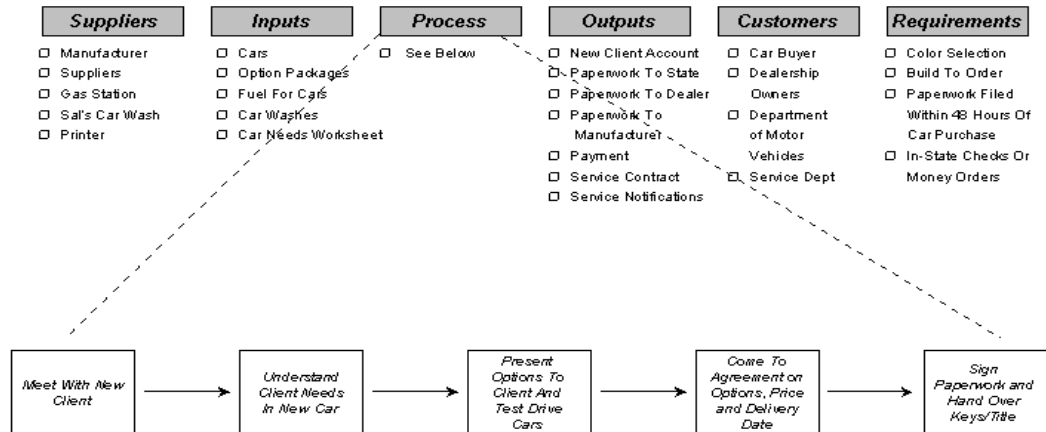 Suppliers
Manufacturer
Suppliers
Gas Station
Sal's Car Wash
Printer
Inputs
Cars
Option Packages
Fuel For Cars
Car Washes
Car Needs Worksheet
Process
See Below
Outputs
New Client Account
Paperwork To State
Paperwork To Dealer
Paperwork To
Manufacturer
Payment
Service Contract
Service Notifications
Customers
Car Buyer
Dealership
Owners
Department
of Motor
Vehicles
Service Dept
Requirements
Color Selection
Build To Order
Paperwork Filed
Within 48 Hours Of
Car Purchase
In-State Checks Or
Money Orders
Meet With New
Client
Understand
Client Needs
In New Car
Present
Options To
Client And
Test Drive
Cars
Come To
Agreement on
Options, Price
and Delivery
Date
Sign
Paperwork and
Hand Over
Keys/Title